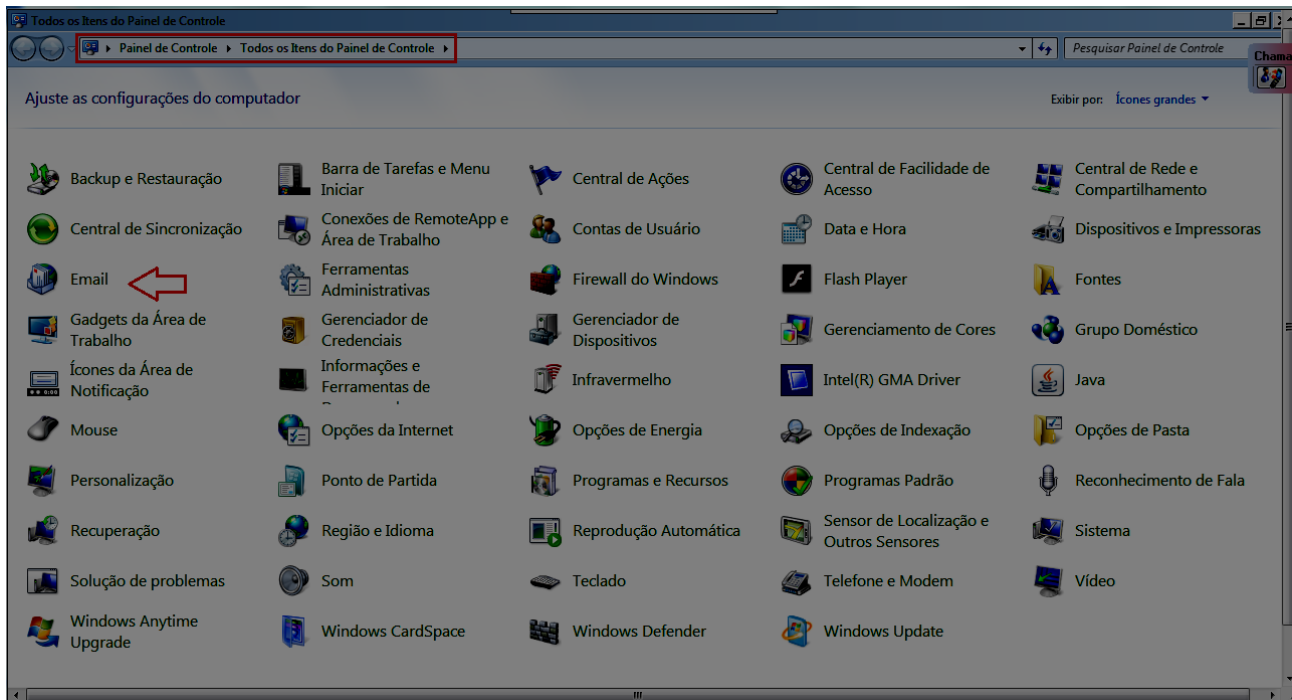 Todos os Itens do Painel de Controle
Painel de Controle Todos os Itens do Painel de Controle
Pesquisar Painel de Controle
Chama
Ajuste as configurações do computador
Exibir por: Ícones grandes
Backup e Restauração
Barra de Tarefas e Menu
Iniciar
Central de Ações
Central de Facilidade de
Acesso
Central de Rede e
Compartilhamento
Central de Sincronização
Conexões de RemoteApp e
Área de Trabalho
Contas de Usuário
Data e Hora
Dispositivos e Impressoras
Email
Ferramentas
Administrativas
Firewall do Windows
Flash Player
Fontes
Gadgets da Área de
Trabalho
Gerenciador de
Credenciais
Gerenciador de
Dispositivos
Gerenciamento de Cores
Grupo Doméstico
Ícones da Área de
Notificação
Informações e
Ferramentas de
Infravermelho
Intel(R) GMA Driver
Java
Mouse
Opções da Internet
Opções de Energia
Opções de Indexação
Opções de Pasta
Personalização
Ponto de Partida
Programas e Recursos
Programas Padrão
Reconhecimento de Fala
Recuperação
Região e Idioma
Reprodução Automática
Sensor de Localização e
Outros Sensores
Sistema
Solução de problemas
Som
Teclado
Telefone e Modem
Vídeo
Windows Anytime
Upgrade
Windows CardSpace
Windows Defender
Windows Update